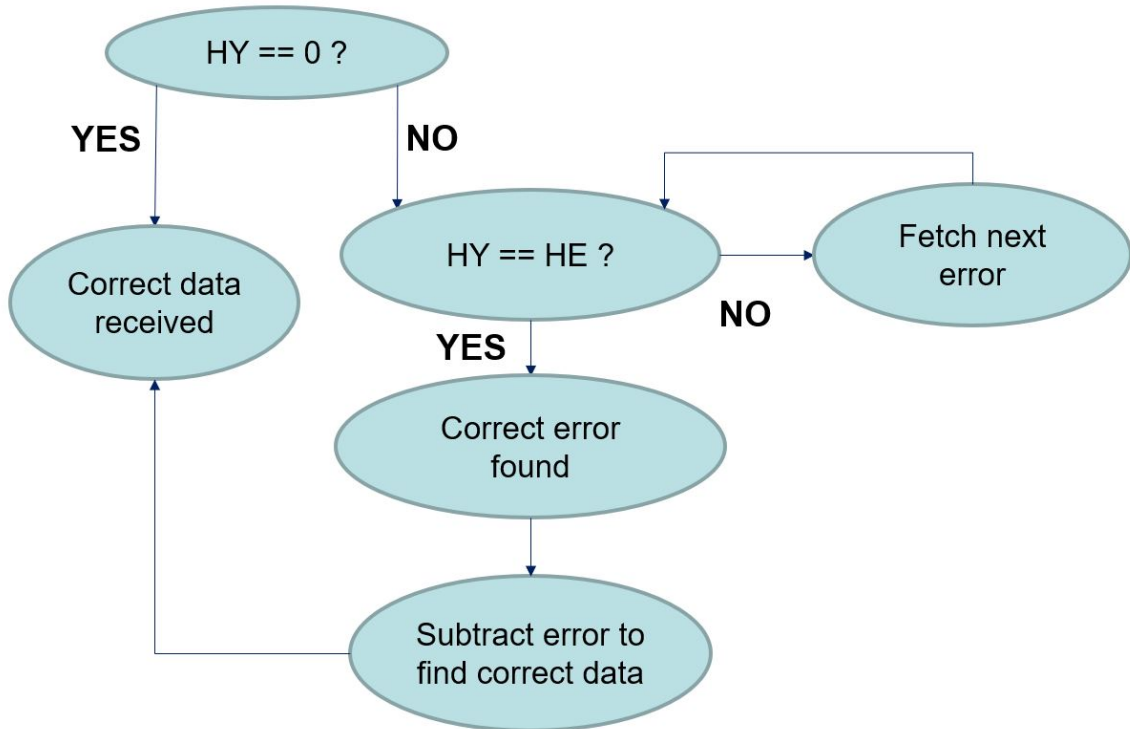 HY == 0 ?
YES
NO
HY == HE ?
Fetch next
error
NO
Correct data
received
YES
Correct error
found
Subtract error to
find correct data